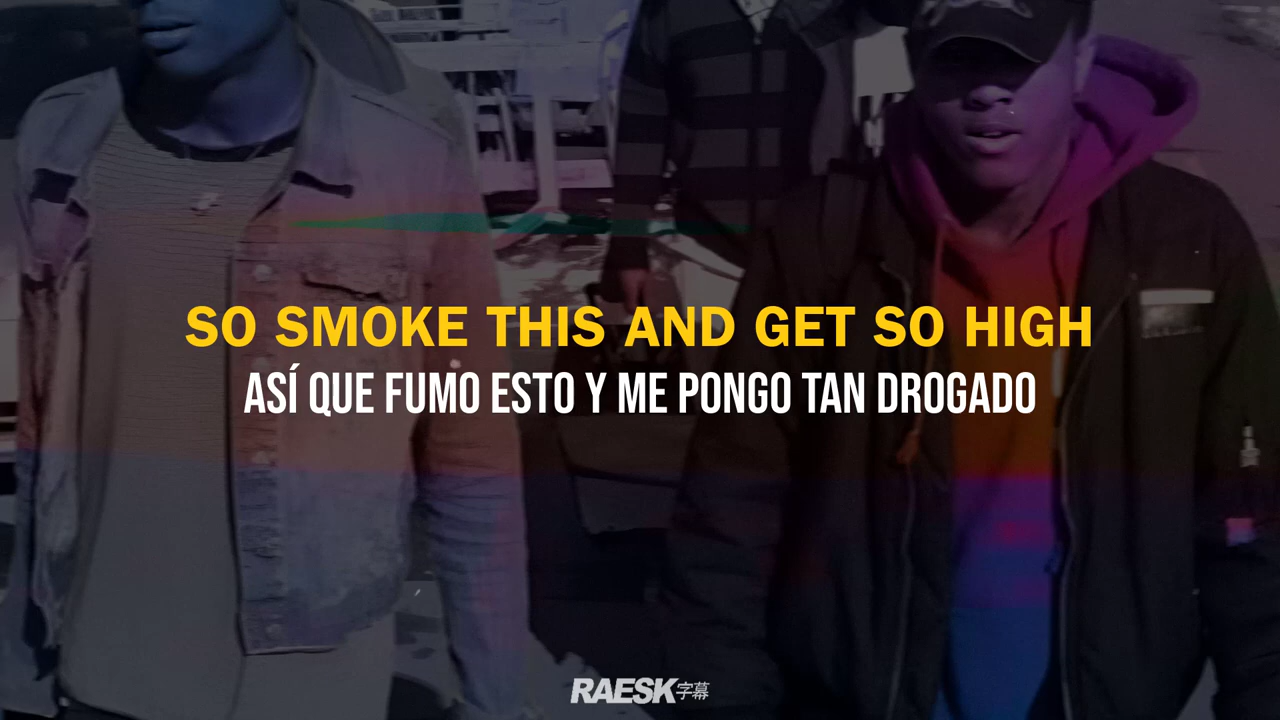 SO SMOKE THIS AND GET SO HIGH
ASÍ QUE FUMO ESTO Y ME PONGO TAN DROGADO
RAESK字幕